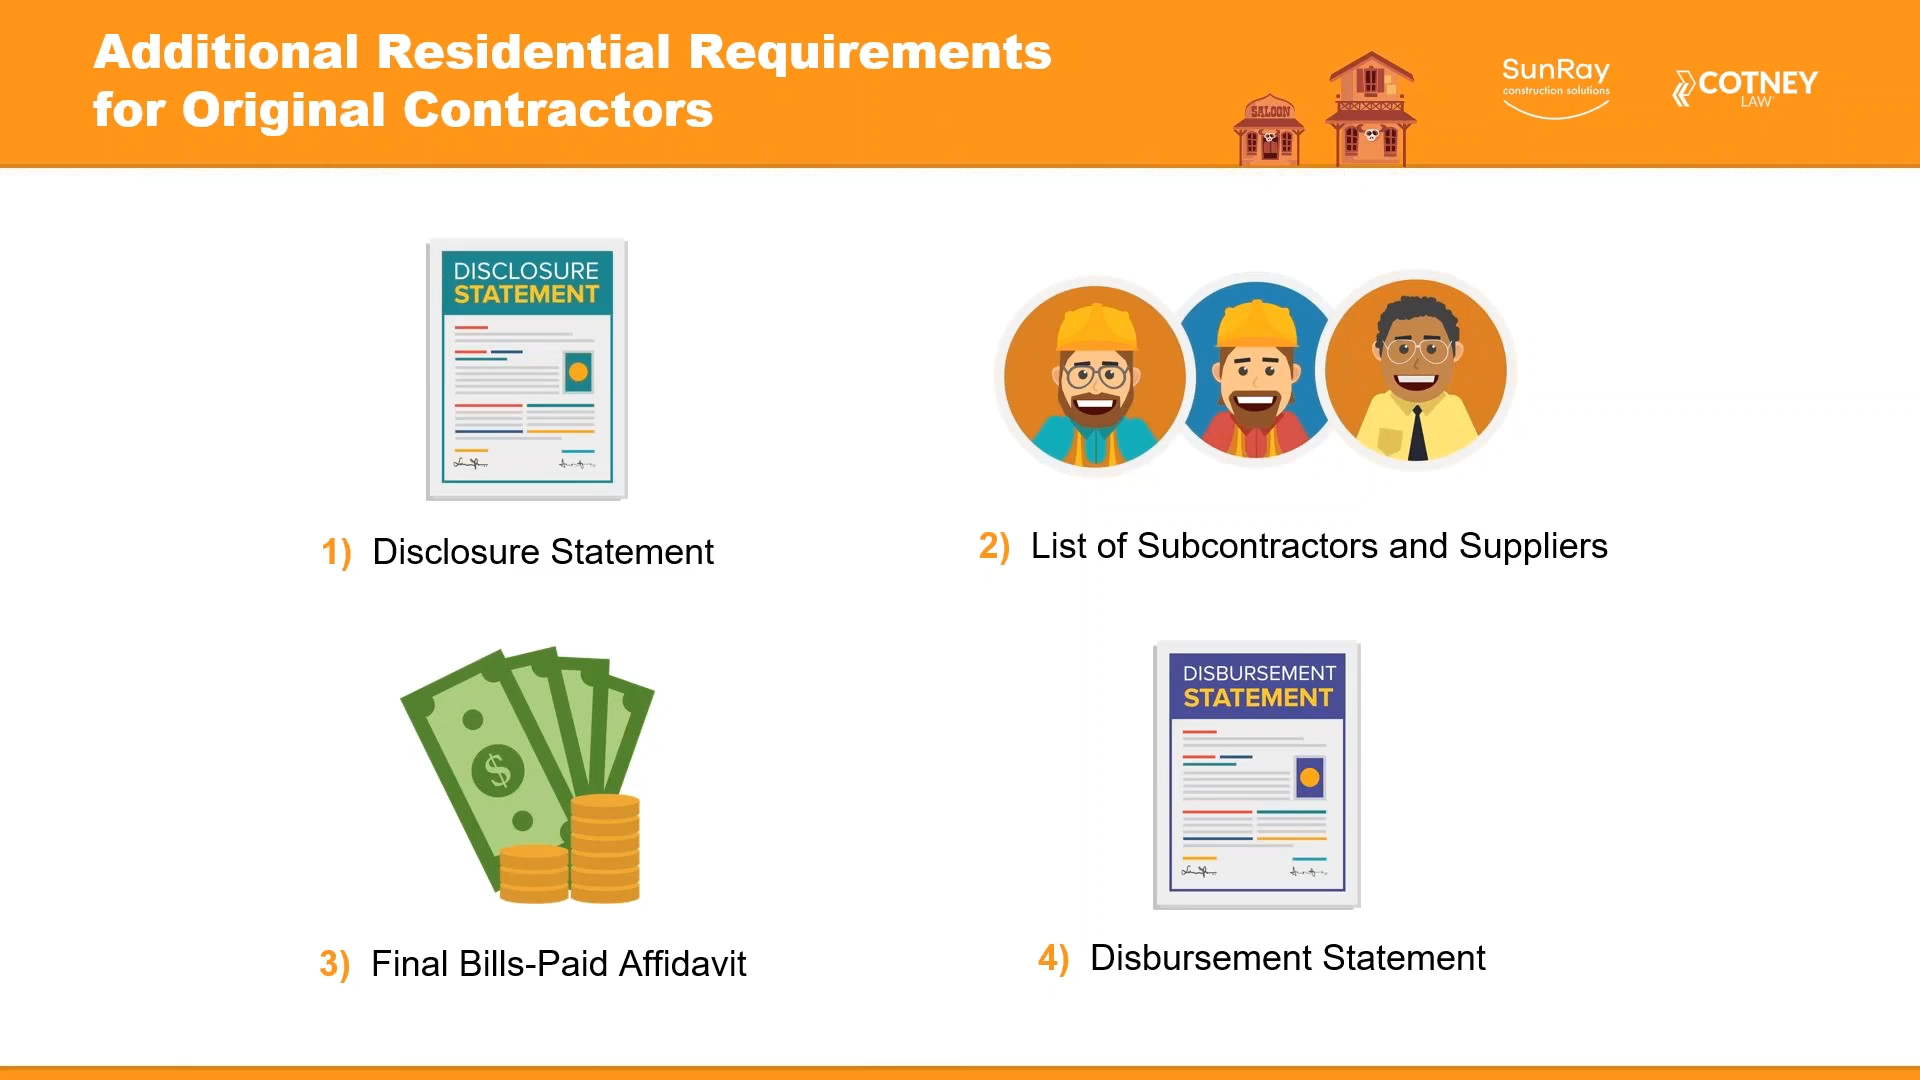 Additional Residential Requirements
for Original Contractors
SALOON
SunRay
construction solutions
COTNEY
LAW
DISCLOSURE
STATEMENT
1) Disclosure Statement
2) List of Subcontractors and Suppliers
$
3) Final Bills-Paid Affidavit
DISBURSEMENT
STATEMENT
4) Disbursement Statement